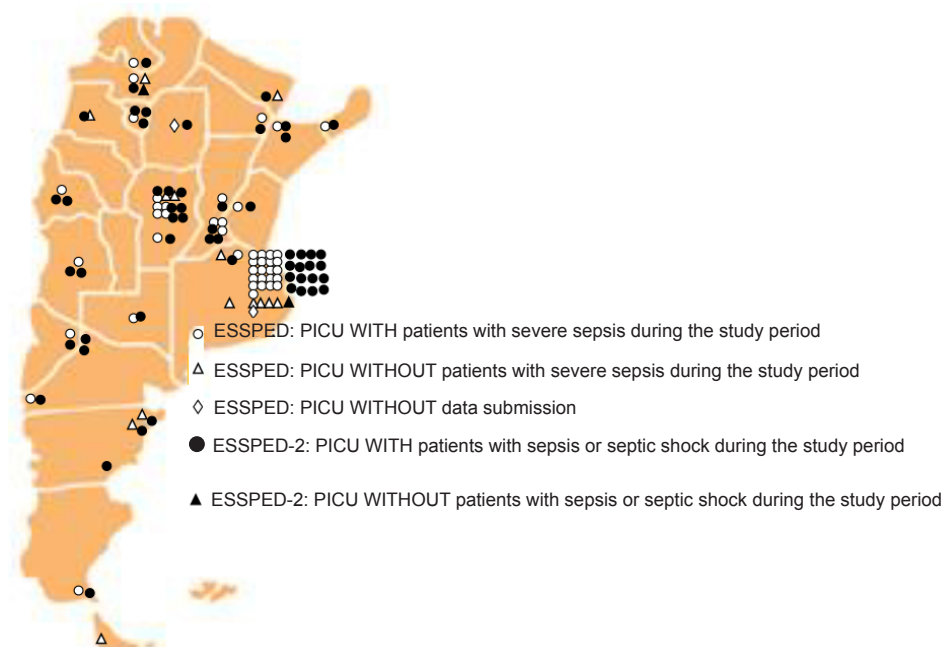 ESSPED: PICU WITH patients with severe sepsis during the study period
ESSPED: PICU WITHOUT patients with severe sepsis during the study period
ESSPED: PICU WITHOUT data submission
ESSPED-2: PICU WITH patients with sepsis or septic shock during the study period
ESSPED-2: PICU WITHOUT patients with sepsis or septic shock during the study period